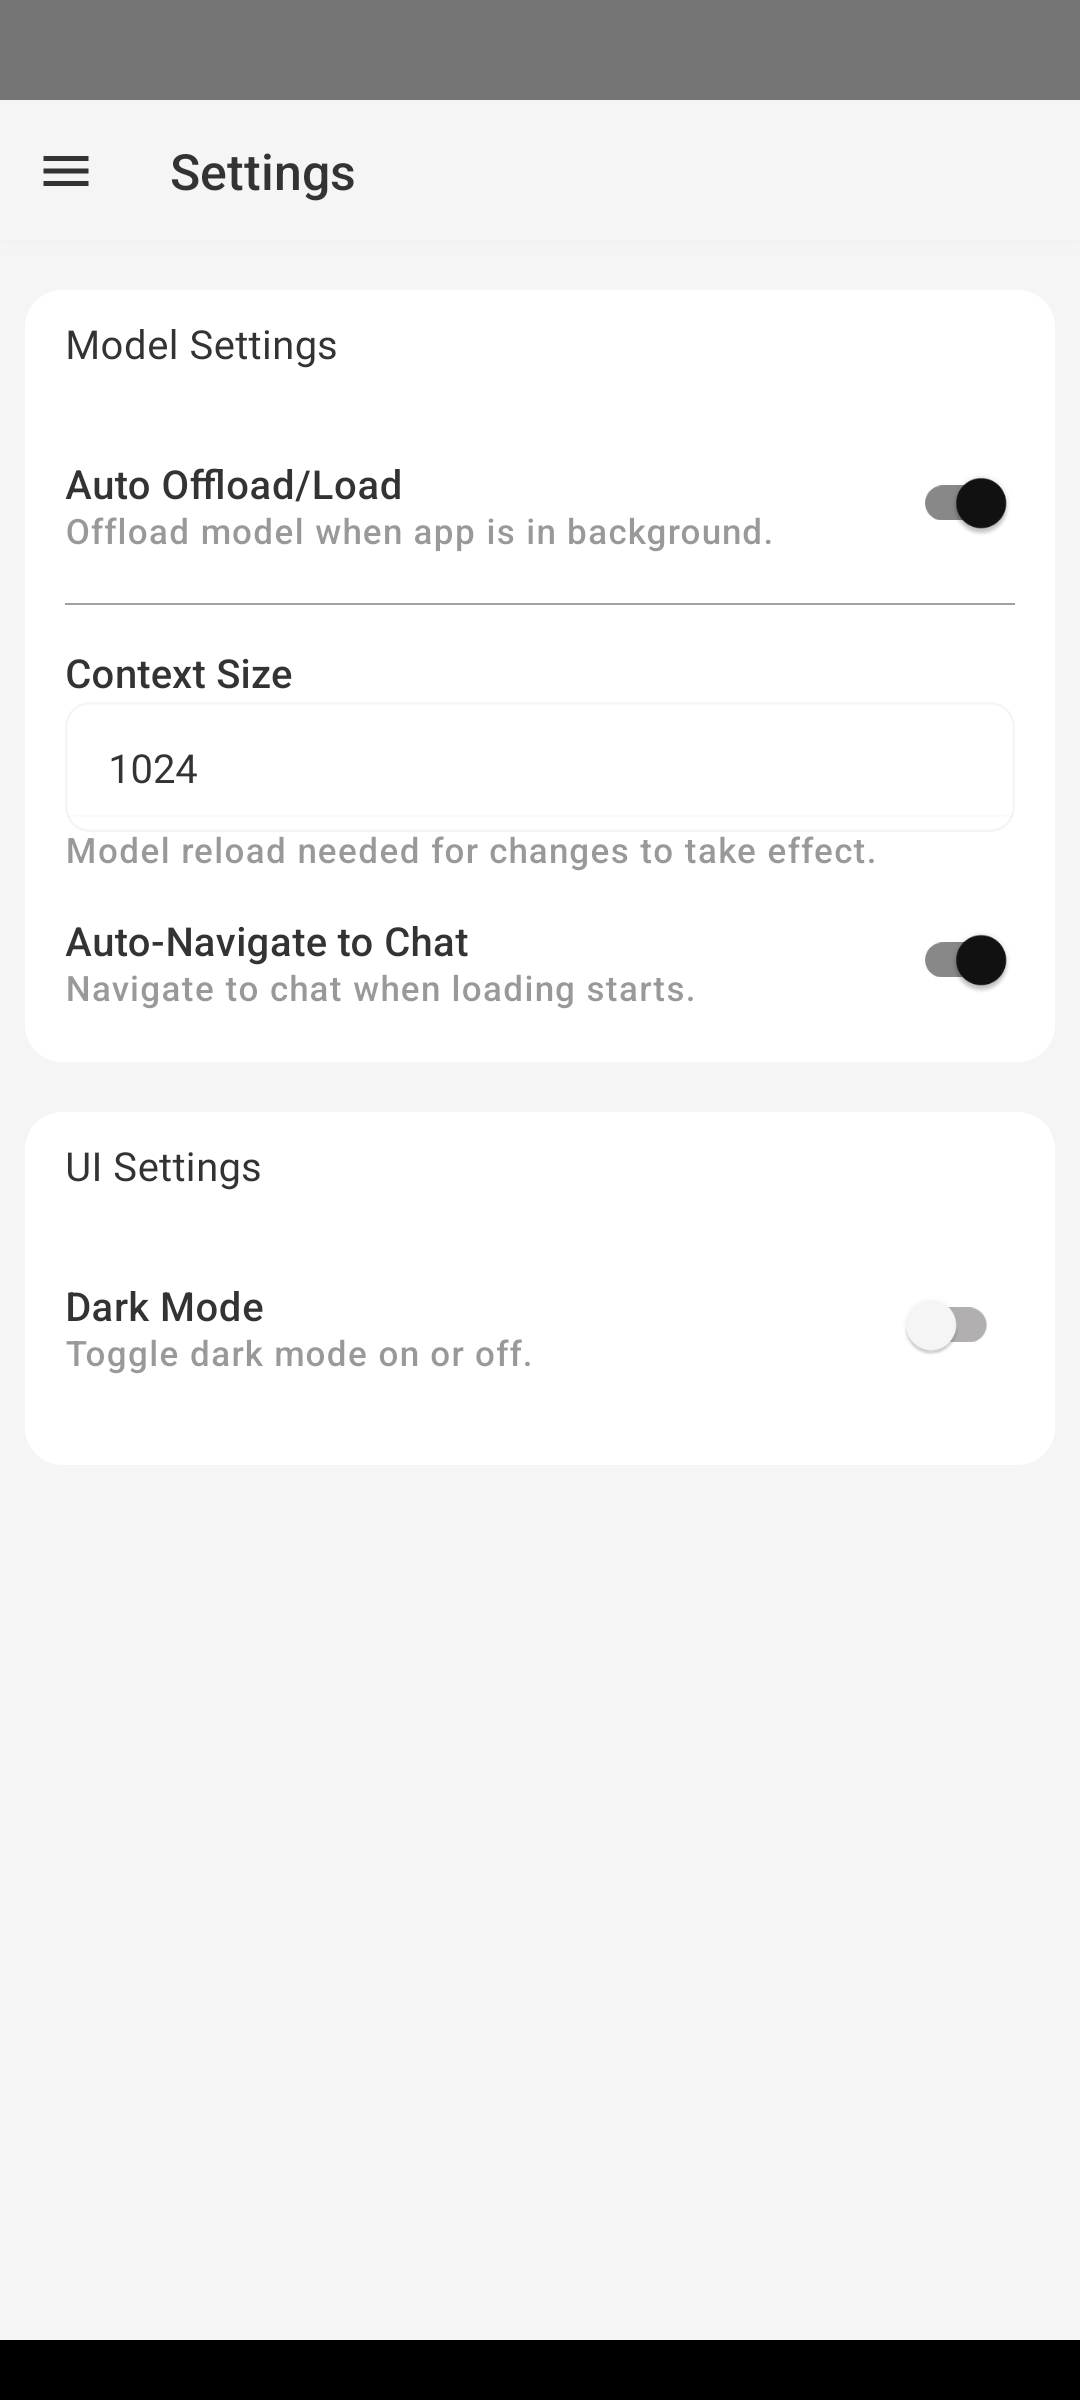 Settings
Model Settings
Auto Offload/Load
Offload model when app is in background.
Context Size
1024
Model reload needed for changes to take effect.
Auto-Navigate to Chat
Navigate to chat when loading starts.
UI Settings
Dark Mode
Toggle dark mode on or off.